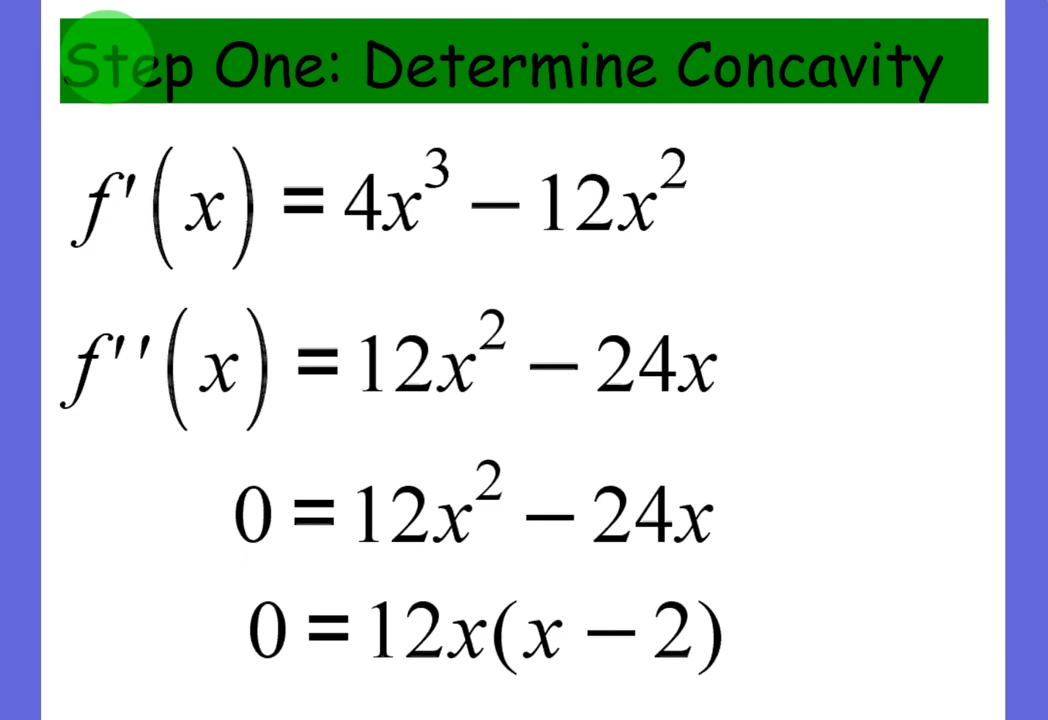 Step One: Determine Concavity
f'(x) = 4x³ − 12x²
f''(x) = 12x² − 24x
0 = 12x² − 24x
0 = 12x(x − 2)